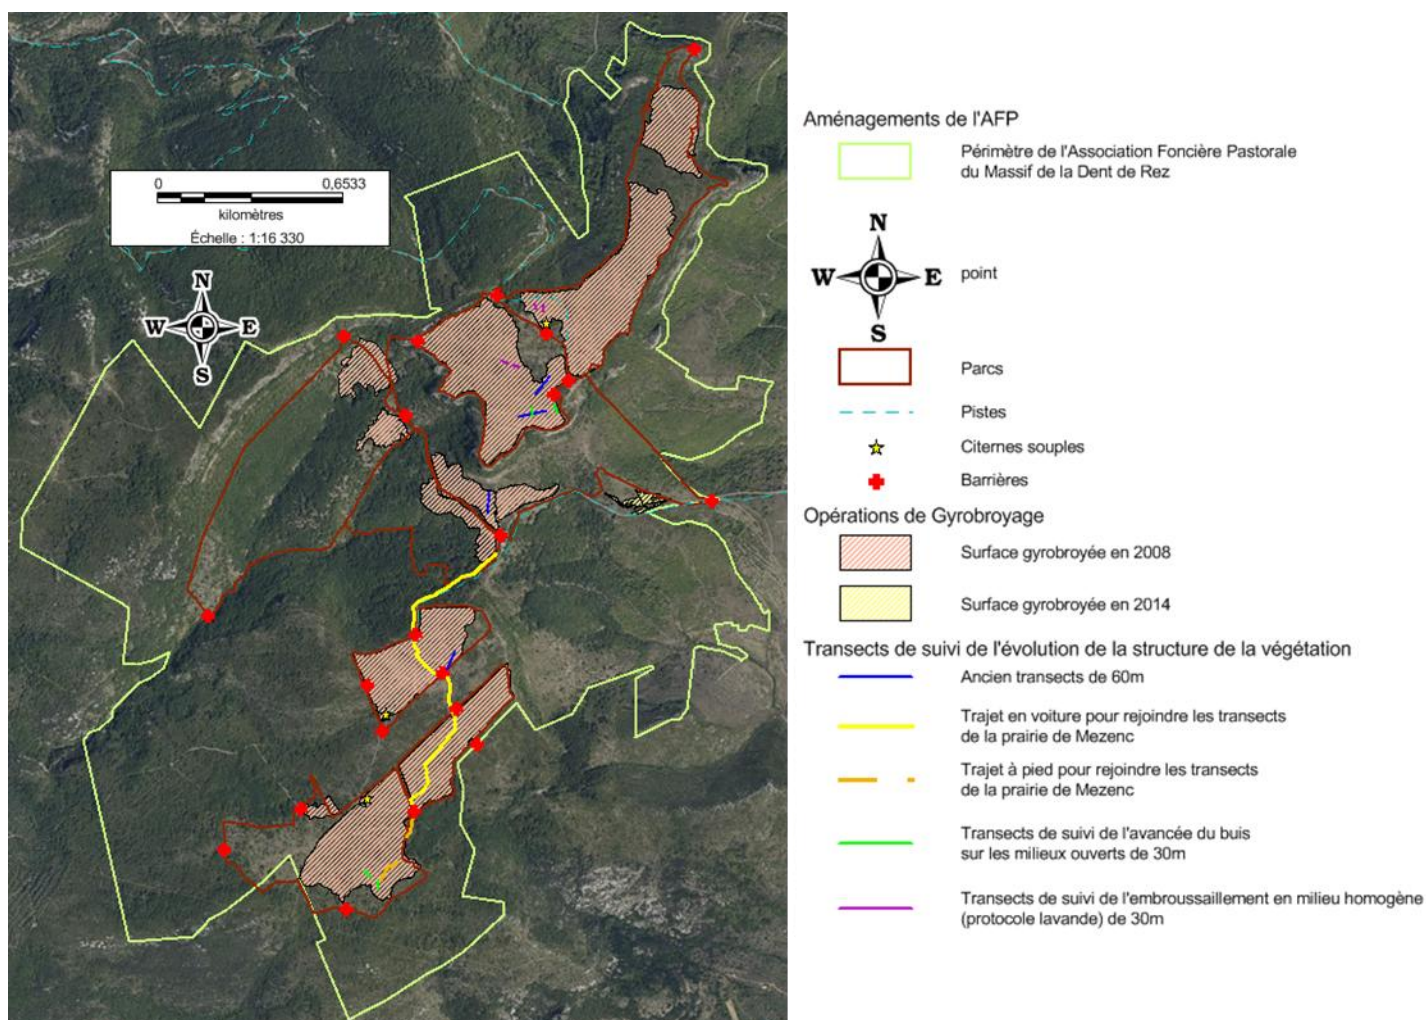 0 0,6533
kilomètres
Échelle : 1:16 330
N
W E
S
Aménagements de l'AFP
Périmètre de l'Association Foncière Pastorale
du Massif de la Dent de Rez
N
W E
S
point
Parcs
Pistes
Citernes souples
Barrières
Opérations de Gyrobroyage
Surface gyrobroyée en 2008
Surface gyrobroyée en 2014
Transects de suivi de l'évolution de la structure de la végétation
Ancien transects de 60m
Trajet en voiture pour rejoindre les transects
de la prairie de Mezenc
Trajet à pied pour rejoindre les transects
de la prairie de Mezenc
Transects de suivi de l'avancée du buis
sur les milieux ouverts de 30m
Transects de suivi de l'embroussaillement en milieu homogène
(protocole lavande) de 30m